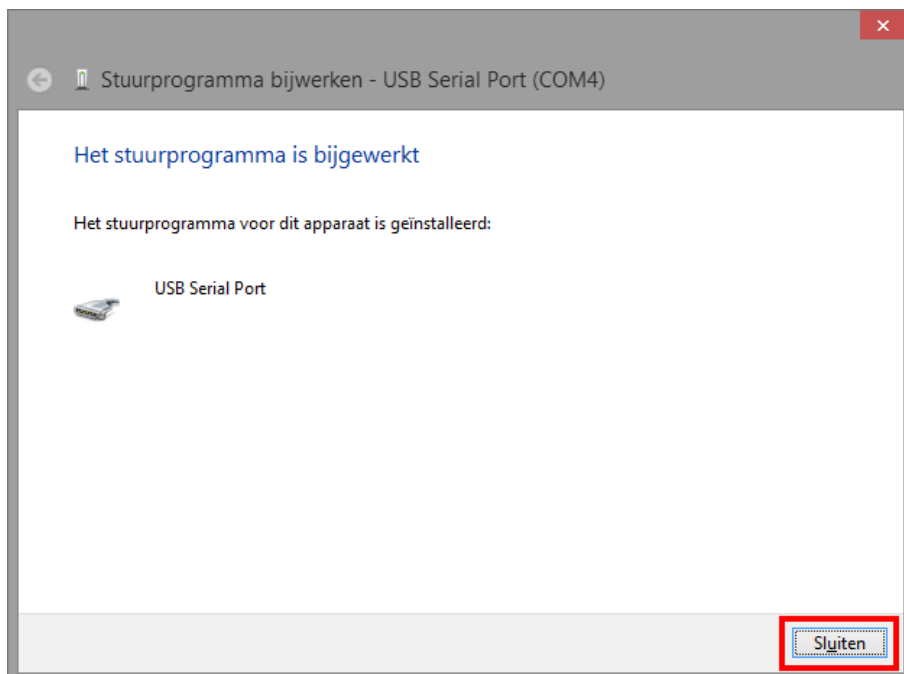 Stuurprogramma bijwerken - USB Serial Port (COM4)
Het stuurprogramma is bijgewerkt
Het stuurprogramma voor dit apparaat is geïnstalleerd:
USB Serial Port
Sluiten